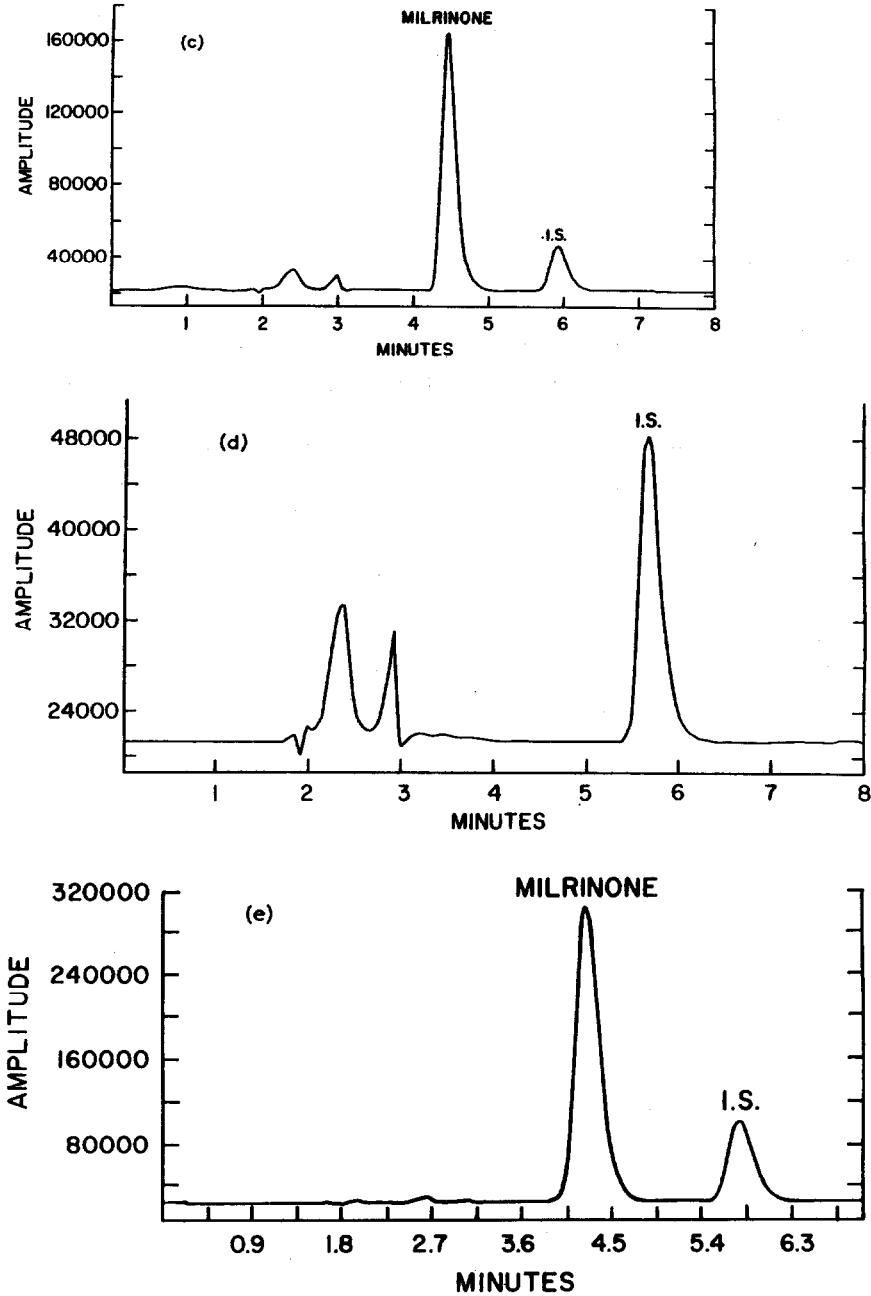 MILRINONE
(c)
160000
120000
80000
40000
AMPLITUDE
I.S.
1 2 3 4 5 6 7 8
MINUTES
I.S.
(d)
48000
40000
32000
24000
AMPLITUDE
1 2 3 4 5 6 7 8
MINUTES
MILRINONE
(e)
320000
240000
160000
80000
AMPLITUDE
I.S.
0.9 1.8 2.7 3.6 4.5 5.4 6.3
MINUTES